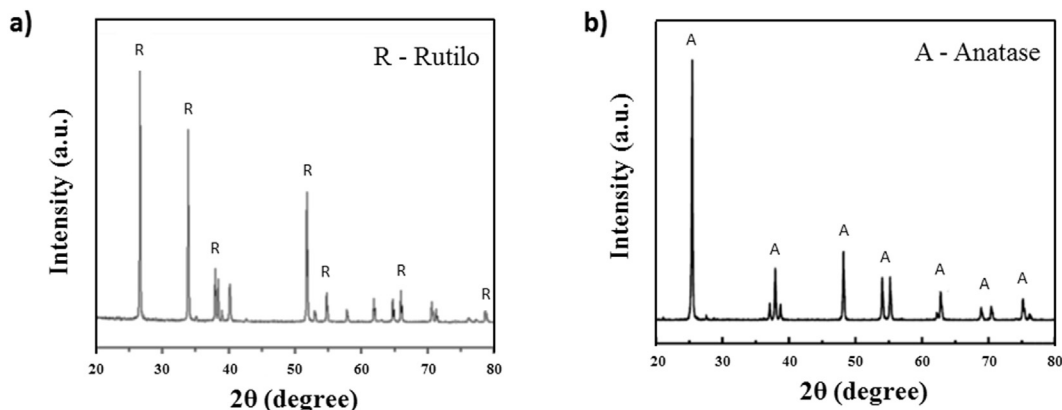 a)
R - Rutilo
R
R
R
R
R
R
R
Intensity (a.u.)
20 30 40 50 60 70 80
2θ (degree)
b)
A - Anatase
A
A
A
A
A
A
A
Intensity (a.u.)
20 30 40 50 60 70 80
2θ (degree)